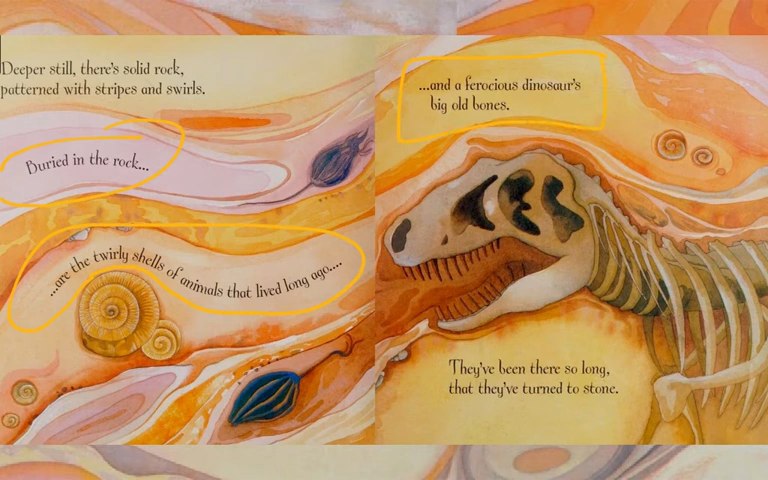 Deeper still, there's solid rock,
patterned with stripes and swirls.
Buried in the rock...
...are the twirly shells of animals that lived long ago....
...and a ferocious dinosaur's
big old bones.
They've been there so long,
that they've turned to stone.